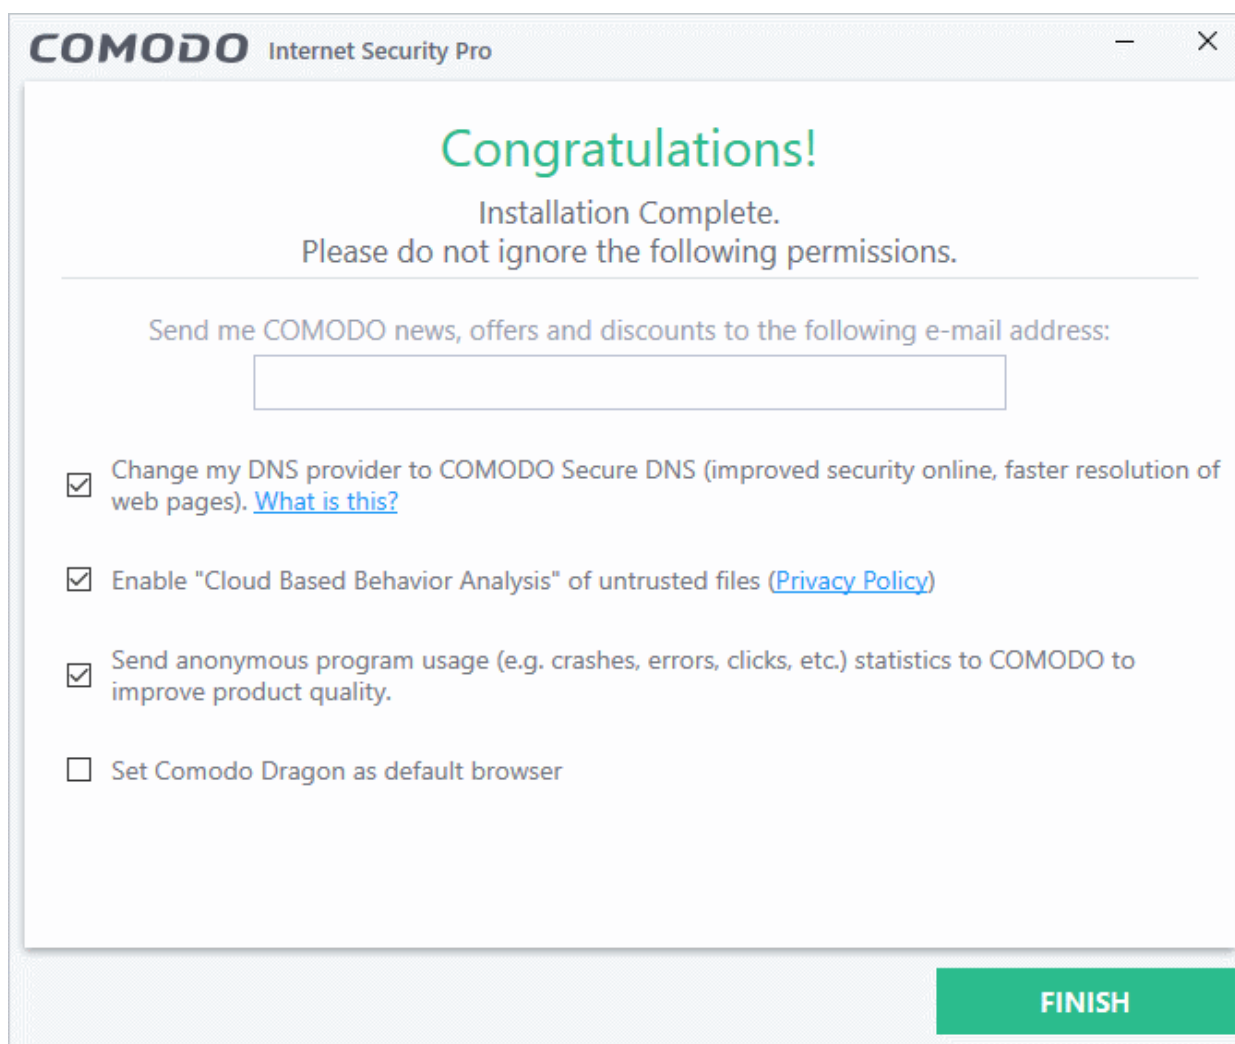 COMODO Internet Security Pro
Congratulations!
Installation Complete.
Please do not ignore the following permissions.
Send me COMODO news, offers and discounts to the following e-mail address:
Change my DNS provider to COMODO Secure DNS (improved security online, faster resolution of
web pages). What is this?
Enable "Cloud Based Behavior Analysis" of untrusted files (Privacy Policy)
Send anonymous program usage (e.g. crashes, errors, clicks, etc.) statistics to COMODO to
improve product quality.
Set Comodo Dragon as default browser
FINISH